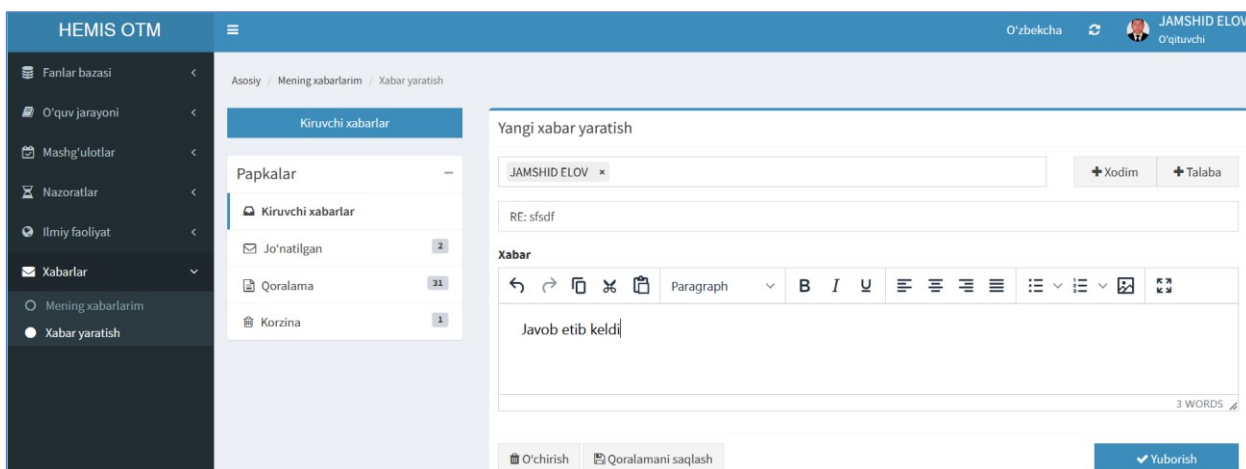 HEMIS OTM
O'zbekcha
JAMSHID ELOV
O'qituvchi
Fanlar bazasi
O'quv jarayoni
Mashg'ulotlar
Nazoratlar
Ilmiy faoliyat
Xabarlar
Mening xabarlarim
Xabar yaratish
Asosiy / Mening xabarlarim / Xabar yaratish
Kiruvchi xabarlar
Papkalar
Kiruvchi xabarlar
Jo'natilgan 2
Qoralama 31
Korzina 1
Yangi xabar yaratish
JAMSHID ELOV ×
+Xodim +Talaba
RE: sfsdf
Xabar
Paragraph B I U
Javob etib keldi
3 WORDS
O'chirish Qoralamani saqlash Yuborish